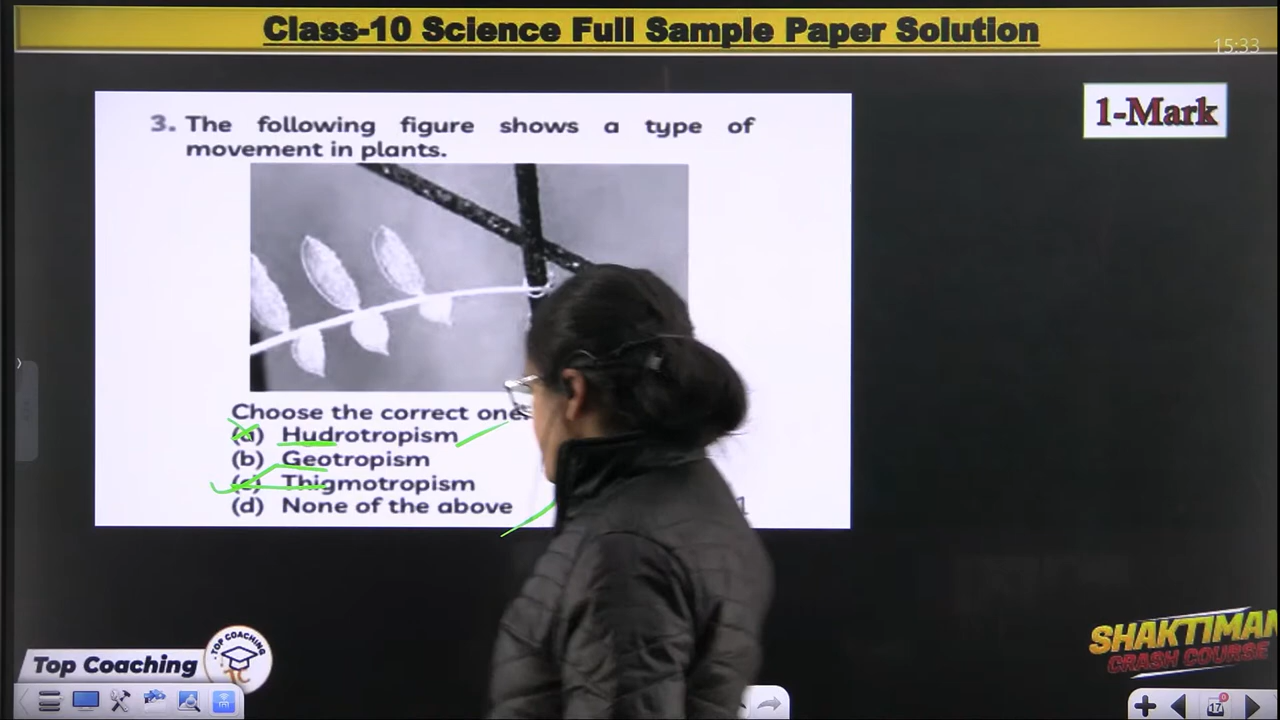 Class-10 Science Full Sample Paper Solution
15:33
1-Mark
3. The following figure shows a type of
movement in plants.
Choose the correct one.
(a) Hudrotropism
(b) Geotropism
(c) Thigmotropism
(d) None of the above
1
Top Coaching
TOP COACHING
TC
SHAKTIMAN
CRASH COURSE
17